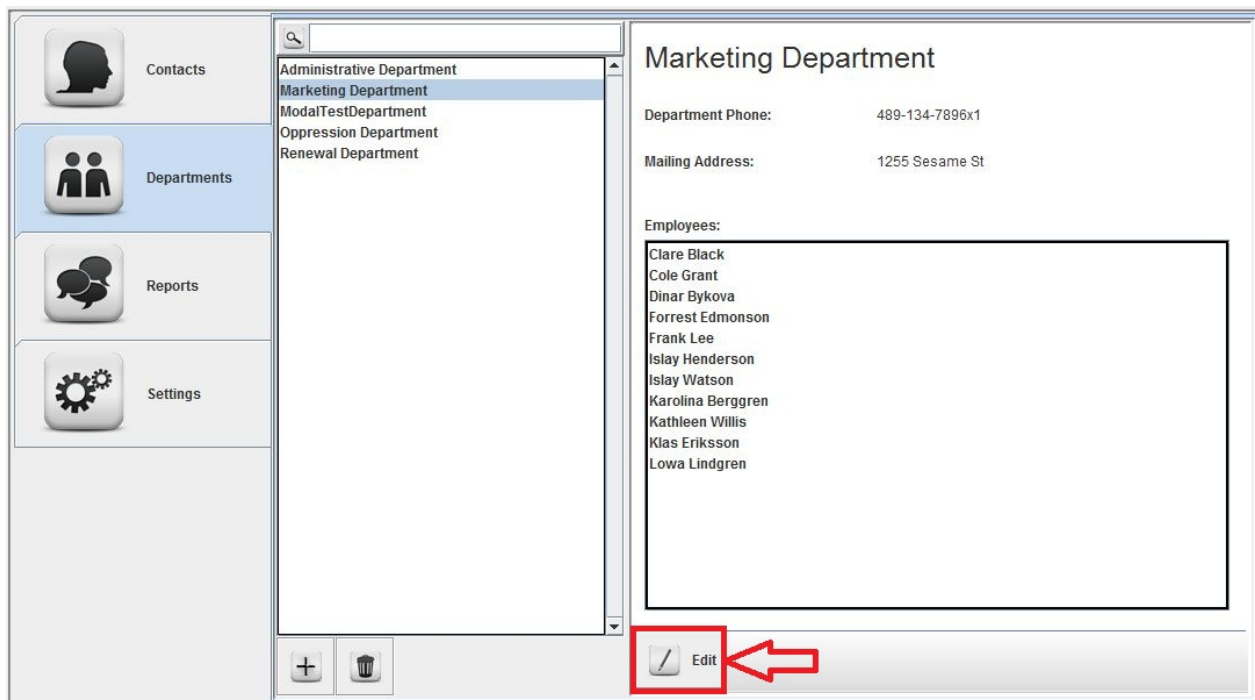 Contacts
Departments
Reports
Settings
Administrative Department
Marketing Department
ModalTestDepartment
Oppression Department
Renewal Department
Marketing Department
Department Phone: 489-134-7896x1
Mailing Address: 1255 Sesame St
Employees:
Clare Black
Cole Grant
Dinar Bykova
Forrest Edmonson
Frank Lee
Islay Henderson
Islay Watson
Karolina Berggren
Kathleen Willis
Klas Eriksson
Lowa Lindgren
Edit